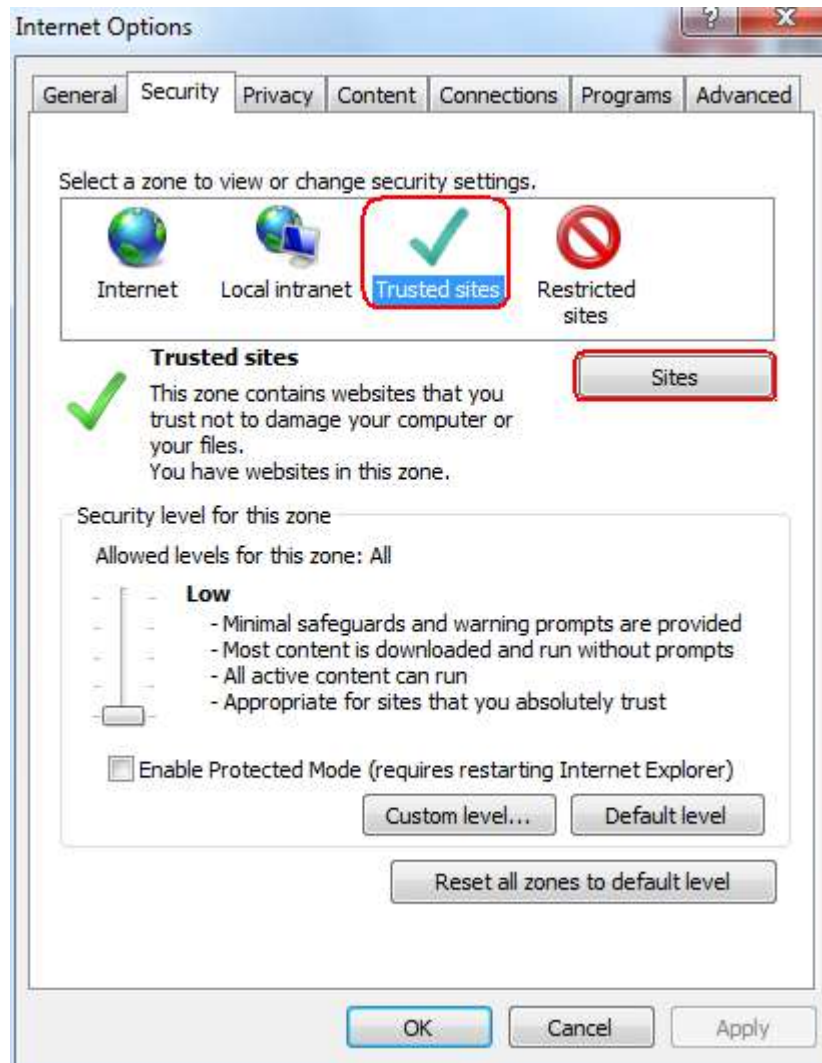 Internet Options
General Security Privacy Content Connections Programs Advanced
Select a zone to view or change security settings.
Internet Local intranet Trusted sites Restricted
sites
Trusted sites
Sites
This zone contains websites that you
trust not to damage your computer or
your files.
You have websites in this zone.
Security level for this zone
Allowed levels for this zone: All
Low
- Minimal safeguards and warning prompts are provided
- Most content is downloaded and run without prompts
- All active content can run
- Appropriate for sites that you absolutely trust
Enable Protected Mode (requires restarting Internet Explorer)
Custom level... Default level
Reset all zones to default level
OK Cancel Apply